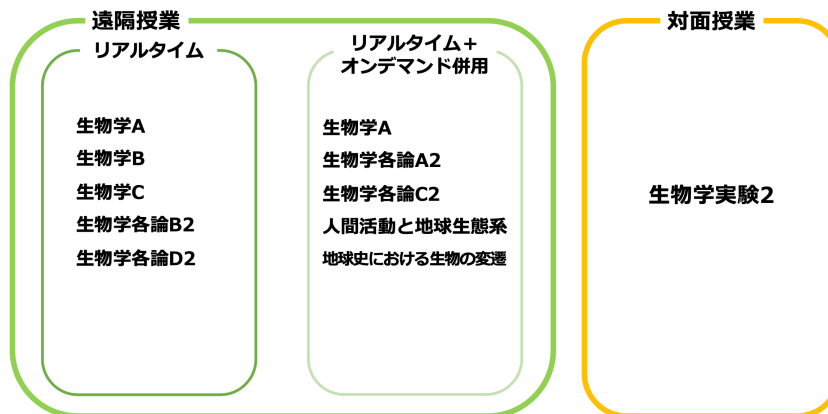 遠隔授業
リアルタイム
生物学A
生物学B
生物学C
生物学各論B2
生物学各論D2
リアルタイム＋
オンデマンド併用
生物学A
生物学各論A2
生物学各論C2
人間活動と地球生態系
地球史における生物の変遷
対面授業
生物学実験2